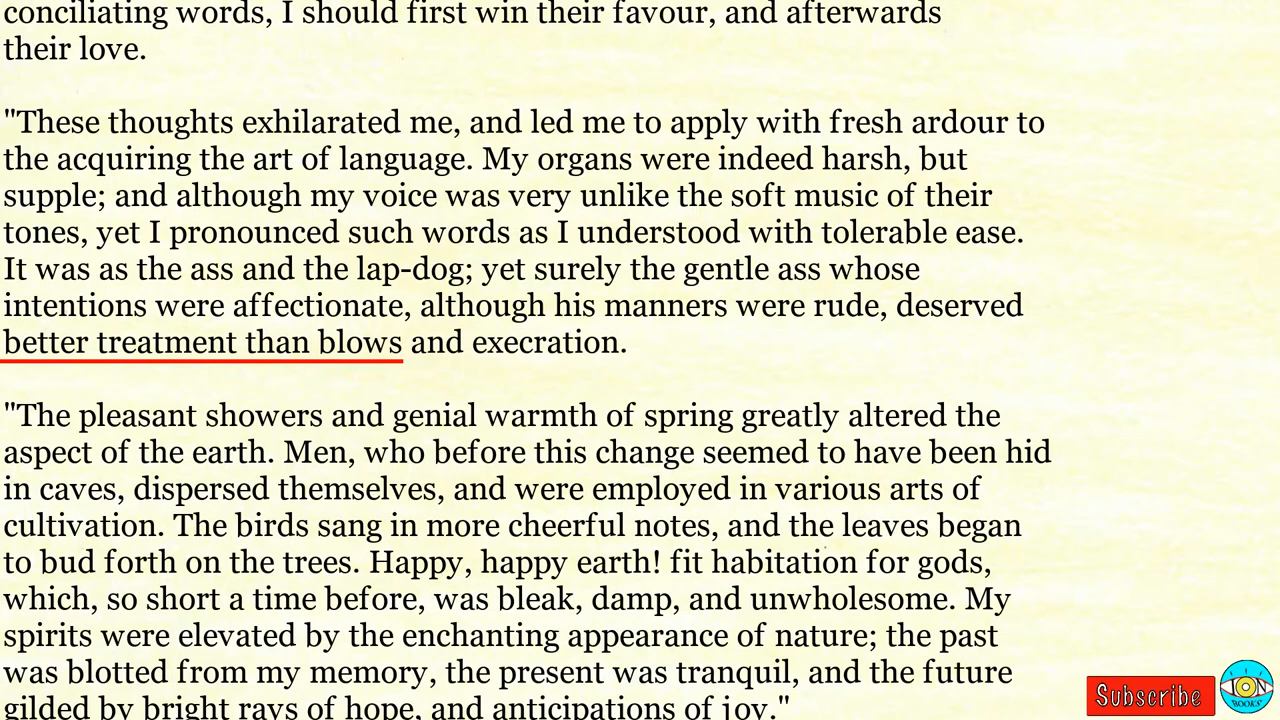 conciliating words, I should first win their favour, and afterwards
their love.
"These thoughts exhilarated me, and led me to apply with fresh ardour to
the acquiring the art of language. My organs were indeed harsh, but
supple; and although my voice was very unlike the soft music of their
tones, yet I pronounced such words as I understood with tolerable ease.
It was as the ass and the lap-dog; yet surely the gentle ass whose
intentions were affectionate, although his manners were rude, deserved
better treatment than blows and execration.
"The pleasant showers and genial warmth of spring greatly altered the
aspect of the earth. Men, who before this change seemed to have been hid
in caves, dispersed themselves, and were employed in various arts of
cultivation. The birds sang in more cheerful notes, and the leaves began
to bud forth on the trees. Happy, happy earth! fit habitation for gods,
which, so short a time before, was bleak, damp, and unwholesome. My
spirits were elevated by the enchanting appearance of nature; the past
was blotted from my memory, the present was tranquil, and the future
gilded by bright rays of hope, and anticipations of joy."
Subscribe
ION
BOOKS